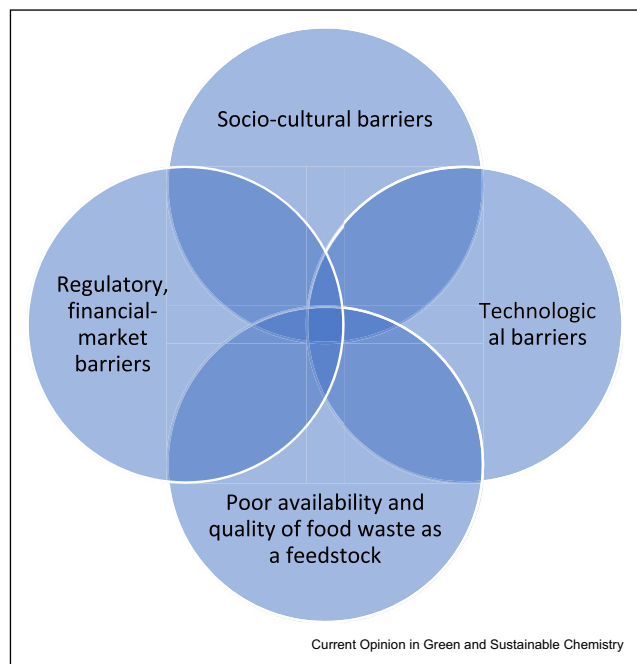 Socio-cultural barriers
Regulatory,
financial-
market
barriers
Technologic
al barriers
Poor availability and
quality of food waste as
a feedstock
Current Opinion in Green and Sustainable Chemistry